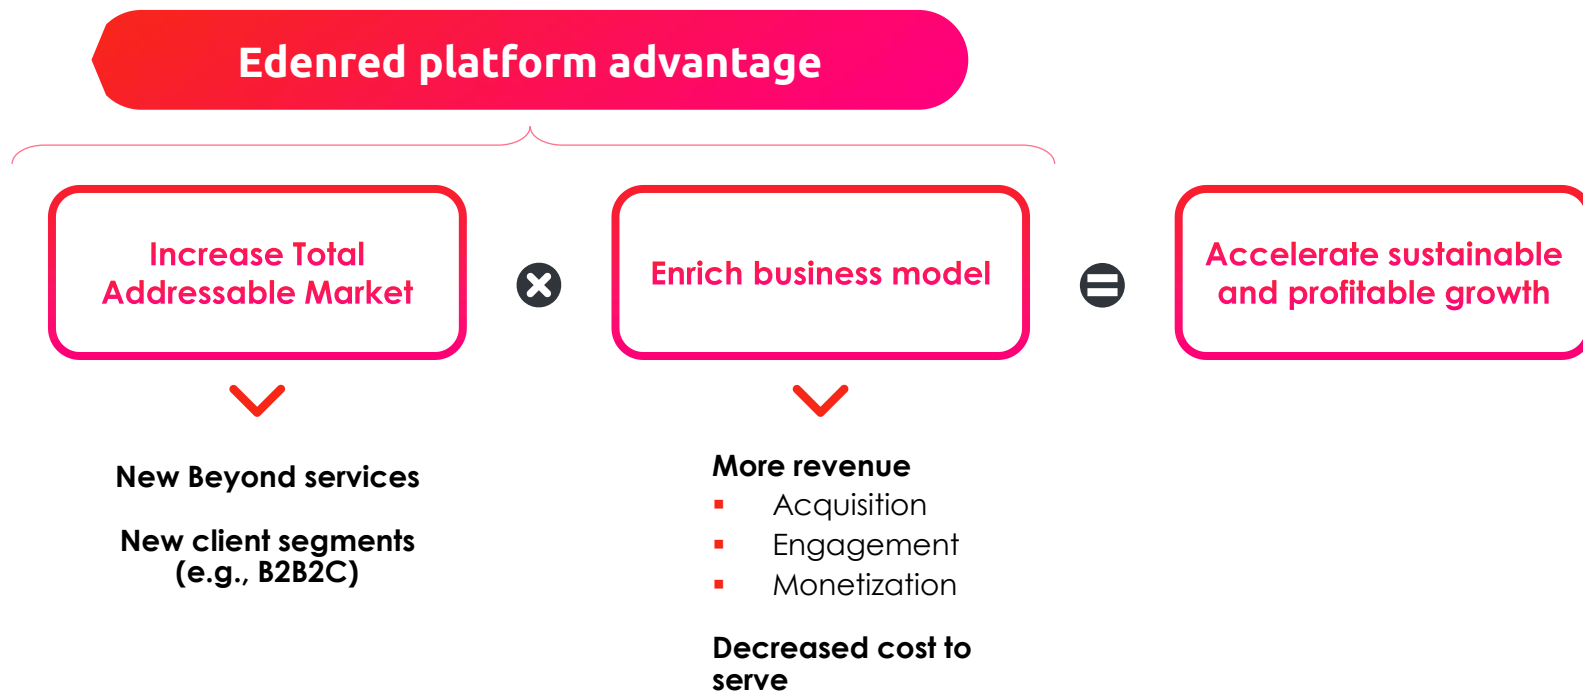 Edenred platform advantage
Increase Total
Addressable Market
Enrich business model
Accelerate sustainable
and profitable growth
New Beyond services
New client segments
(e.g., B2B2C)
More revenue
▪ Acquisition
▪ Engagement
▪ Monetization
Decreased cost to
serve